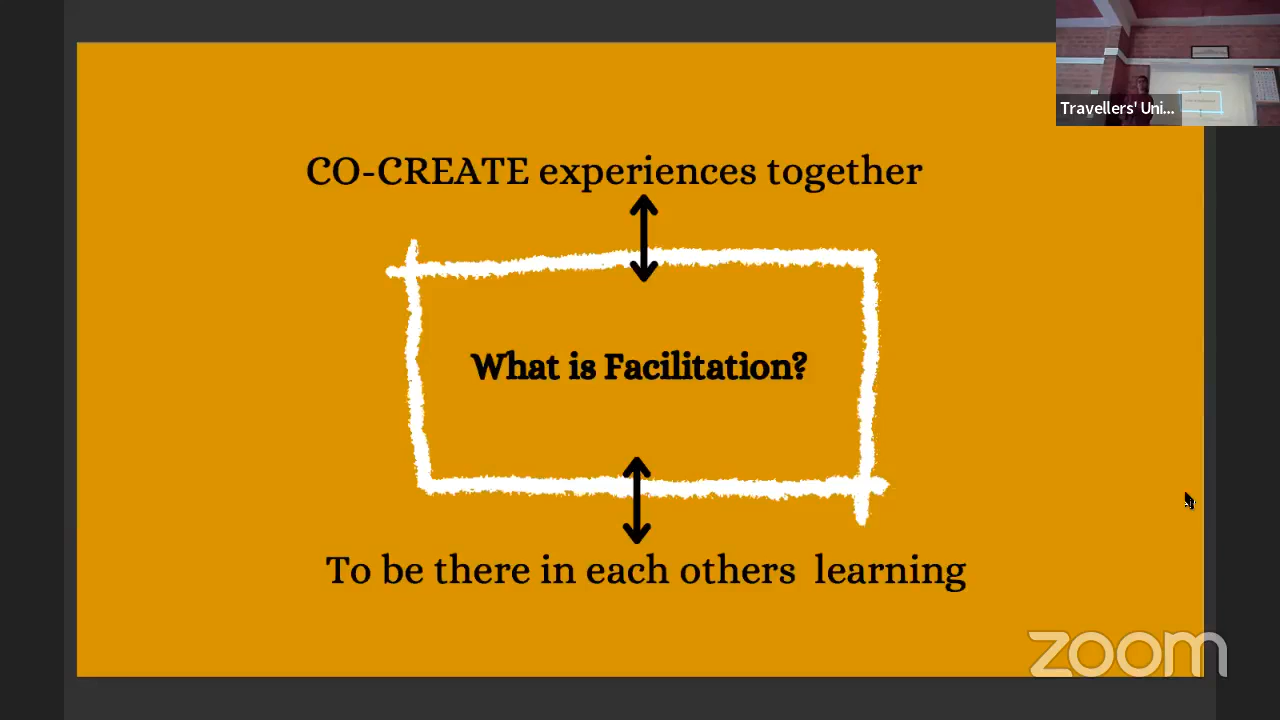 Travellers' Uni...
CO-CREATE experiences together
What is Facilitation?
To be there in each others learning
zoom